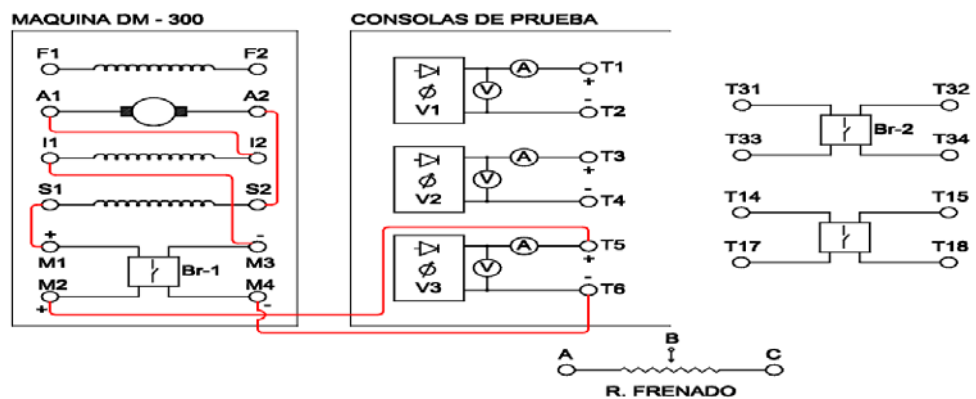 MAQUINA DM - 300
CONSOLAS DE PRUEBA
F1 F2
A1 A2
I1 I2
S1 S2
+ -
M1 M3
Br-1
M2 M4
+ -
A T1
+
V
V1
-
T2
A T3
+
V
V2
-
T4
A T5
+
V
V3
-
T6
T31 T32
Br-2
T33 T34
T14 T15
T17 T18
B
A C
R. FRENADO